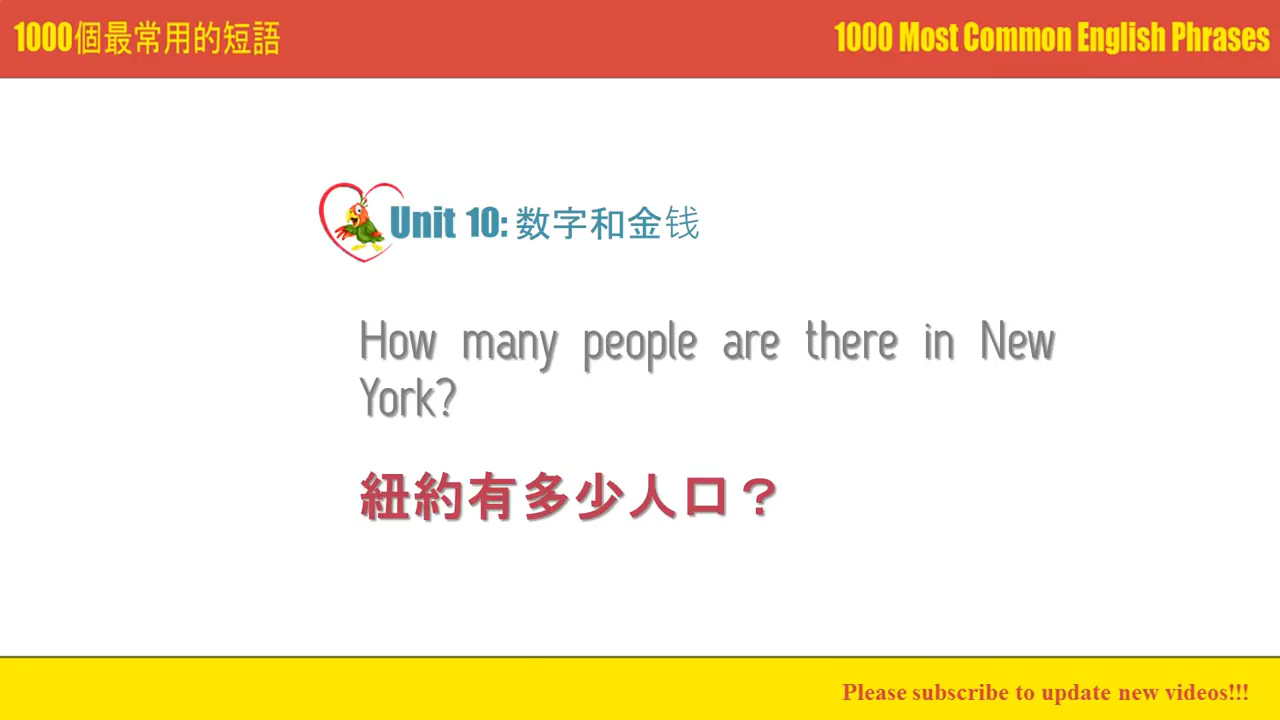 1000個最常用的短語
1000 Most Common English Phrases
Unit 10: 数字和金钱
How many people are there in New
York?
紐約有多少人口？
Please subscribe to update new videos!!!